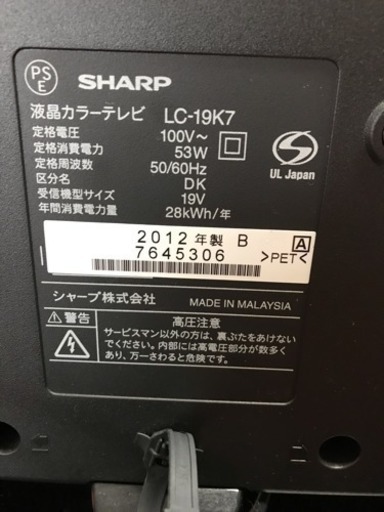 PS
E
SHARP
液晶カラーテレビ LC-19K7
定格電圧 100V～
定格消費電力 53W
定格周波数 50/60Hz
区分名 DK
受信機型サイズ 19V
年間消費電力量 28kWh/年
UL Japan
2012年製 B
7645306
A
>PET<
シャープ株式会社 MADE IN MALAYSIA
警告
高圧注意
サービスマン以外の方は、裏ぶたをあけない
でください。内部には高電圧部分が数多く
あり、万一さわると危険です。